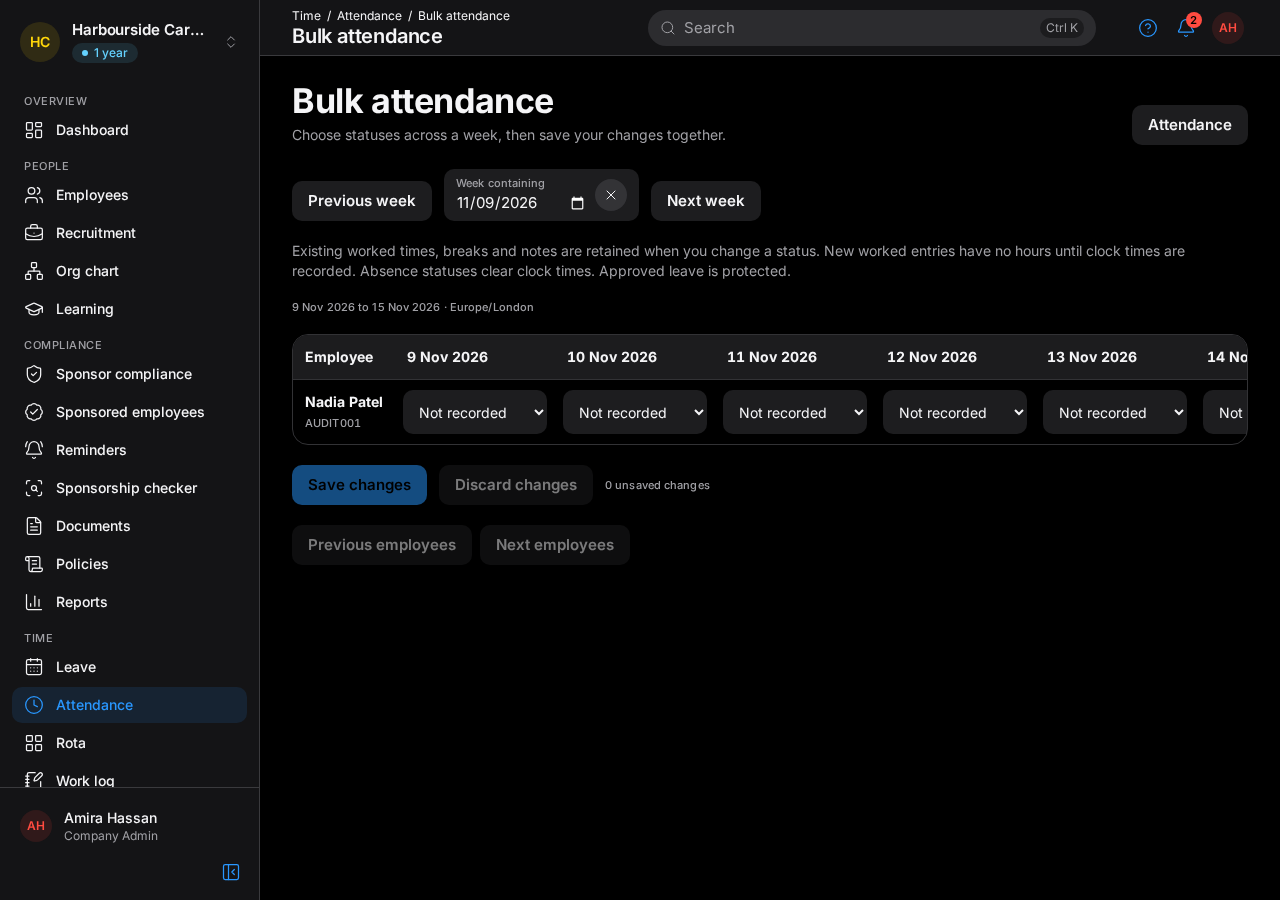 HC
Harbourside Car...
1 year
OVERVIEW
Dashboard
PEOPLE
Employees
Recruitment
Org chart
Learning
COMPLIANCE
Sponsor compliance
Sponsored employees
Reminders
Sponsorship checker
Documents
Policies
Reports
TIME
Leave
Attendance
Rota
Work log
AH
Amira Hassan
Company Admin
Time / Attendance / Bulk attendance
Bulk attendance
Search
Ctrl K
2
AH
Bulk attendance
Choose statuses across a week, then save your changes together.
Attendance
Previous week
Week containing
11/09/2026
Next week
Existing worked times, breaks and notes are retained when you change a status. New worked entries have no hours until clock times are
recorded. Absence statuses clear clock times. Approved leave is protected.
9 Nov 2026 to 15 Nov 2026 · Europe/London
Employee 9 Nov 2026 10 Nov 2026 11 Nov 2026 12 Nov 2026 13 Nov 2026 14 No
Nadia Patel
AUDIT001
Not recorded Not recorded Not recorded Not recorded Not recorded Not
Save changes
Discard changes
0 unsaved changes
Previous employees
Next employees